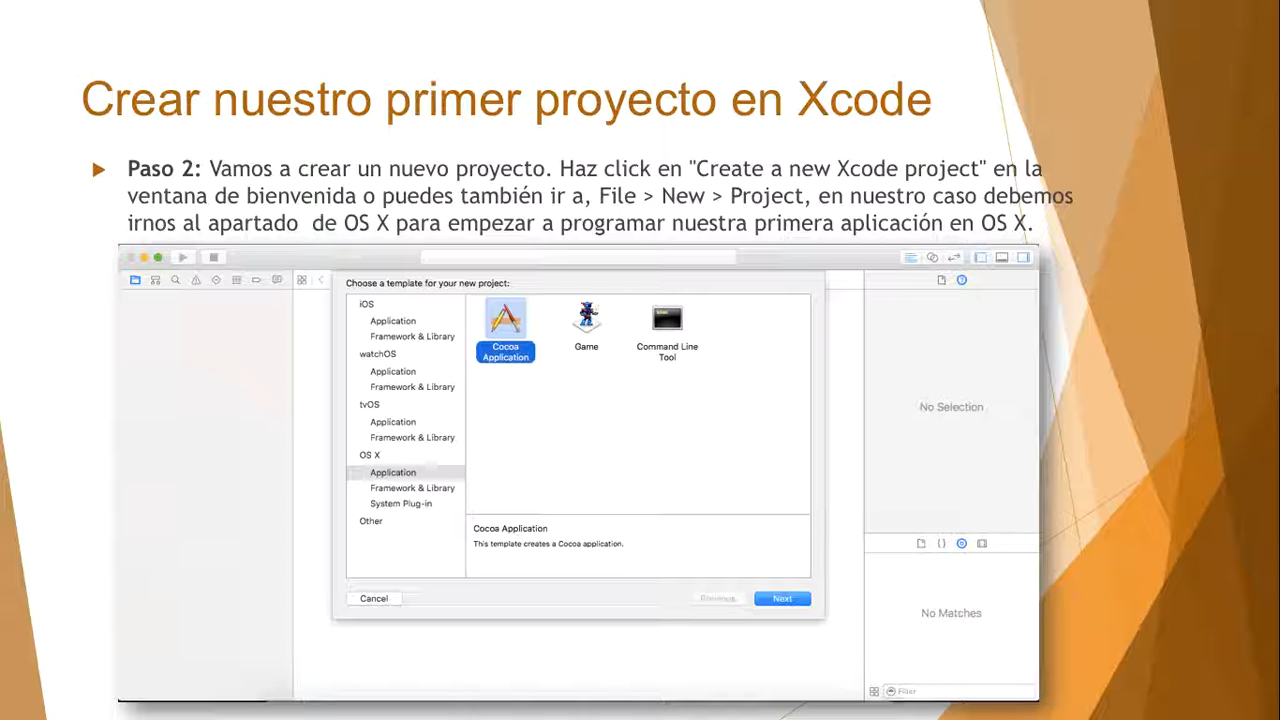 Crear nuestro primer proyecto en Xcode
Paso 2: Vamos a crear un nuevo proyecto. Haz click en "Create a new Xcode project" en la
ventana de bienvenida o puedes también ir a, File > New > Project, en nuestro caso debemos
irnos al apartado de OS X para empezar a programar nuestra primera aplicación en OS X.
Choose a template for your new project:
iOS
Application
Framework & Library
watchOS
Application
Framework & Library
tvOS
Application
Framework & Library
OS X
Application
Framework & Library
System Plug-in
Other
Cocoa
Application
Game
Command Line
Tool
Cocoa Application
This template creates a Cocoa application.
Cancel
Previous
Next
No Selection
No Matches
Filter